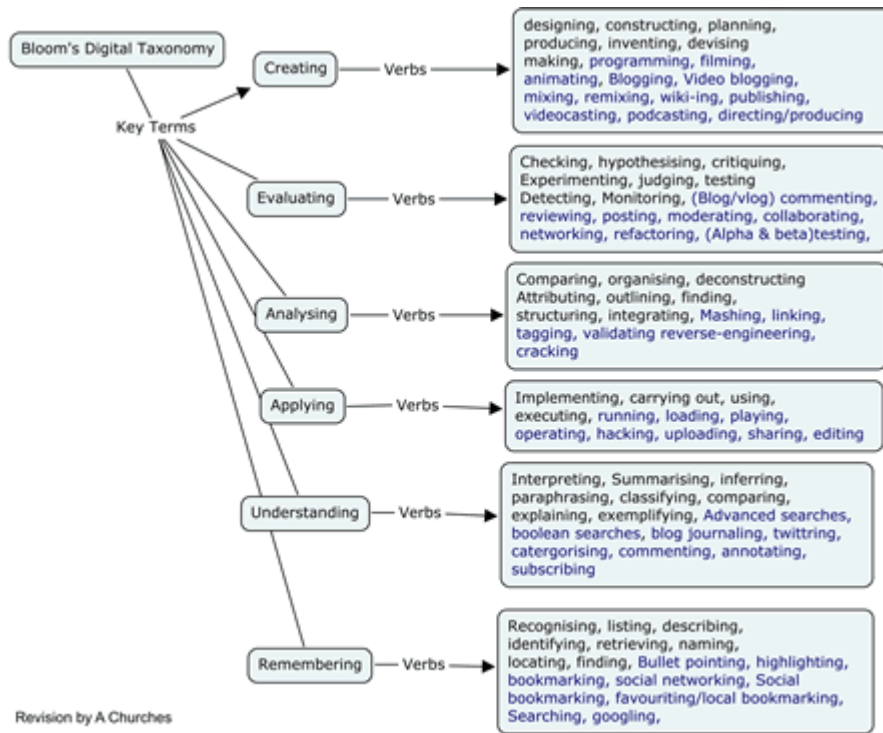 Bloom's Digital Taxonomy
Key Terms
Creating
Verbs
designing, constructing, planning,
producing, inventing, devising
making, programming, filming,
animating, Blogging, Video blogging,
mixing, remixing, wiki-ing, publishing,
videocasting, podcasting, directing/producing
Evaluating
Verbs
Checking, hypothesising, critiquing,
Experimenting, judging, testing
Detecting, Monitoring, (Blog/vlog) commenting,
reviewing, posting, moderating, collaborating,
networking, refactoring, (Alpha & beta)testing,
Analysing
Verbs
Comparing, organising, deconstructing
Attributing, outlining, finding,
structuring, integrating, Mashing, linking,
tagging, validating reverse-engineering,
cracking
Applying
Verbs
Implementing, carrying out, using,
executing, running, loading, playing,
operating, hacking, uploading, sharing, editing
Understanding
Verbs
Interpreting, Summarising, inferring,
paraphrasing, classifying, comparing,
explaining, exemplifying, Advanced searches,
boolean searches, blog journaling, twittring,
catergorising, commenting, annotating,
subscribing
Remembering
Verbs
Recognising, listing, describing,
identifying, retrieving, naming,
locating, finding, Bullet pointing, highlighting,
bookmarking, social networking, Social
bookmarking, favouriting/local bookmarking,
Searching, googling,
Revision by A Churches